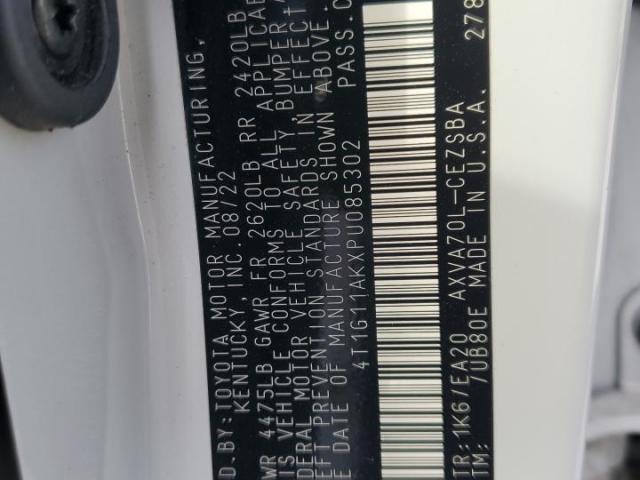 D.BY:TOYOTA MOTOR MANUFACTURING,
KENTUCKY, INC. 08/22
WR 4475LB GAWR FR 2620LB RR 2420LB
IS VEHICLE CONFORMS TO ALL APPLICAB
DERAL MOTOR VEHICLE SAFETY, BUMPER,
EFT PREVENTION STANDARDS IN EFFECT
E DATE OF MANUFACTURE SHOWN ABOVE.
4T1G11AKXPU085302 PASS.C
TR:1K6/EA20 AXVA70L-CEZSBA 278
TM: /UB80E MADE IN U.S.A.